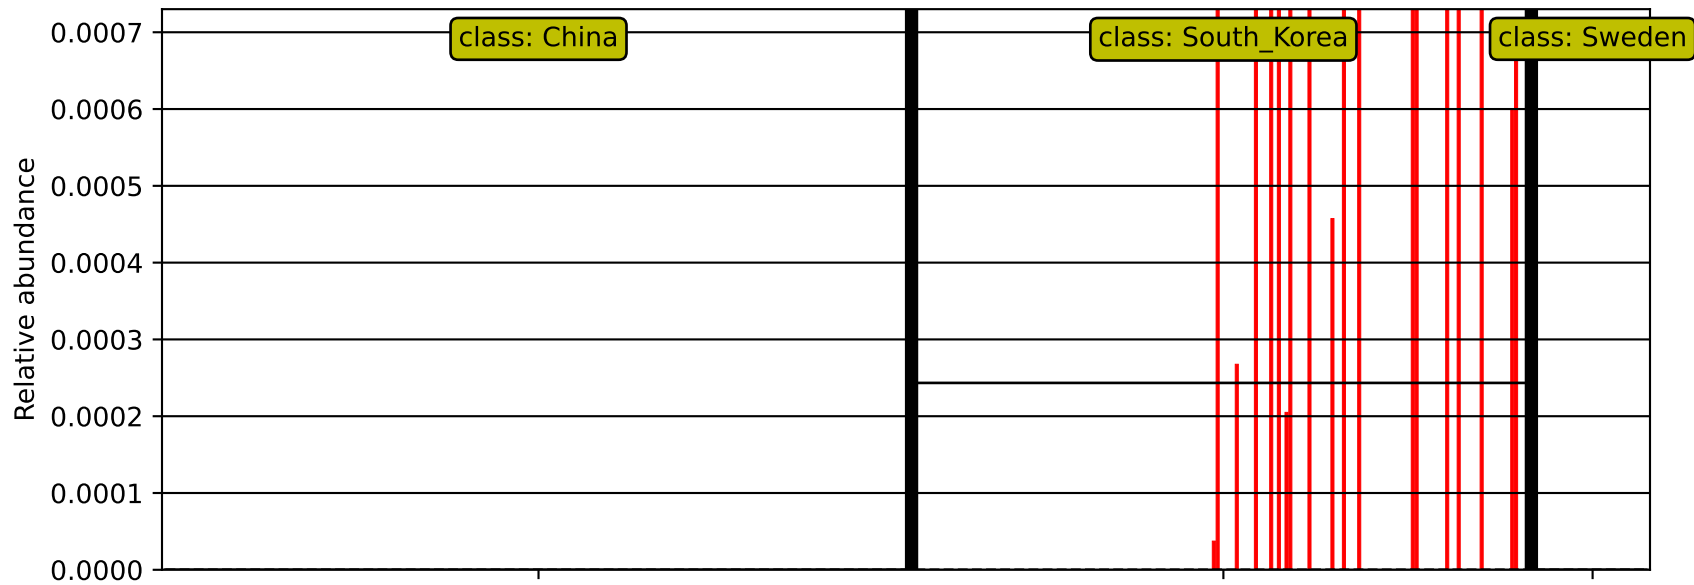 class: China
class: South_Korea
class: Sweden
Relative abundance
0.0007
0.0006
0.0005
0.0004
0.0003
0.0002
0.0001
0.0000